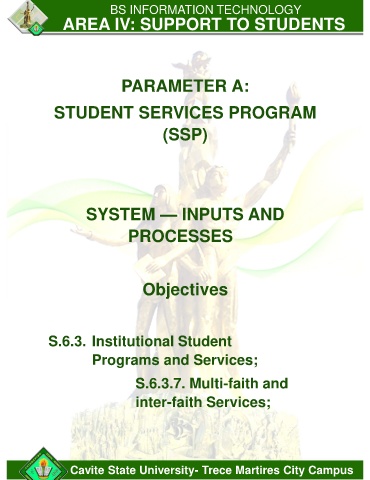 BS INFORMATION TECHNOLOGY
AREA IV: SUPPORT TO STUDENTS
PARAMETER A:
STUDENT SERVICES PROGRAM
(SSP)
SYSTEM — INPUTS AND
PROCESSES
Objectives
S.6.3. Institutional Student
Programs and Services;
S.6.3.7. Multi-faith and
inter-faith Services;
Cavite State University- Trece Martires City Campus